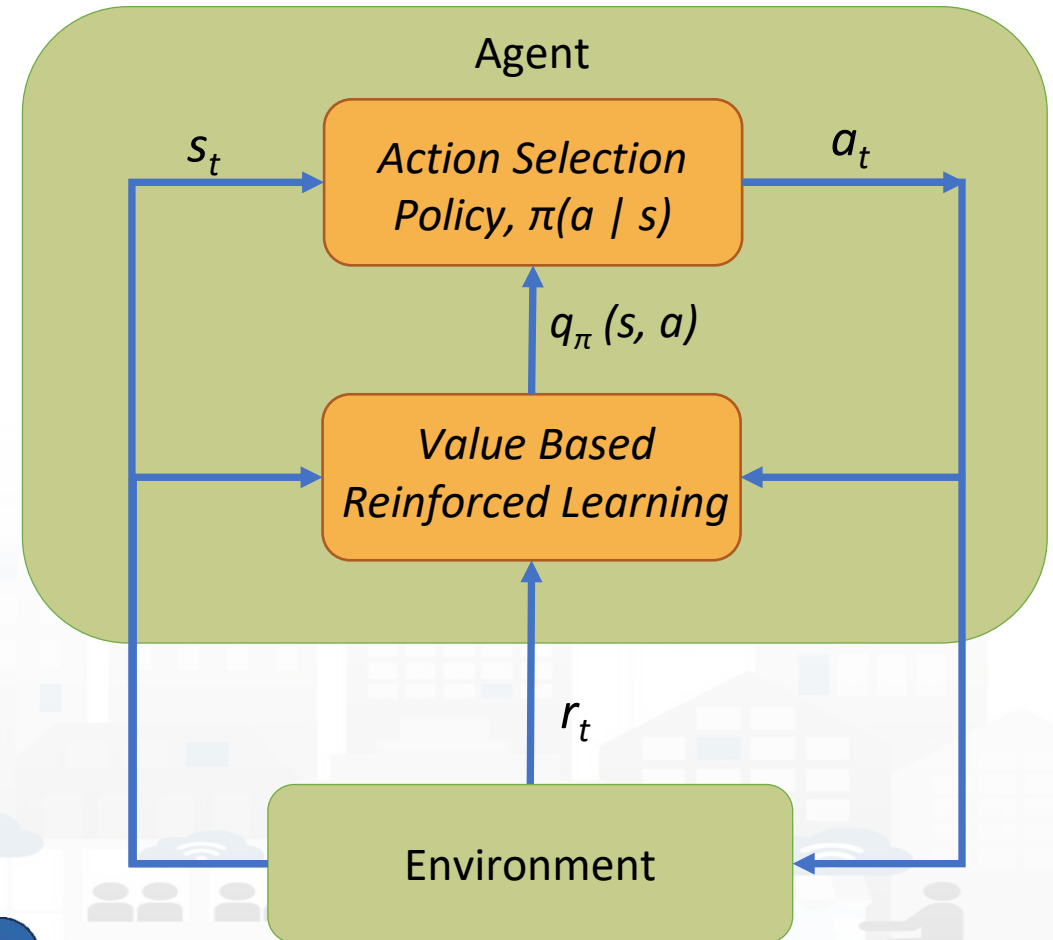 Agent
s_t
Action Selection
Policy, π(a | s)
a_t
q_π (s, a)
Value Based
Reinforced Learning
r_t
Environment